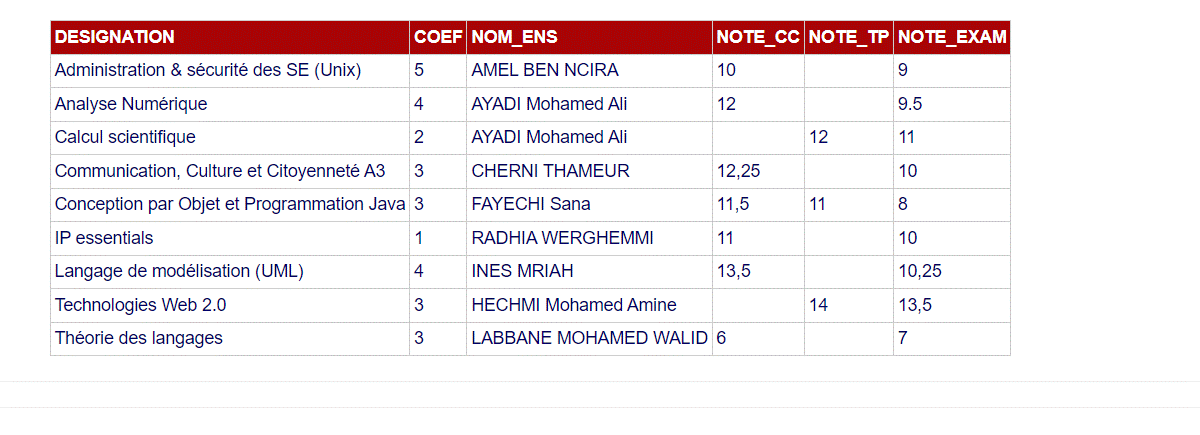 DESIGNATION COEF NOM_ENS NOTE_CC NOTE_TP NOTE_EXAM
Administration & sécurité des SE (Unix) 5 AMEL BEN NCIRA 10 9
Analyse Numérique 4 AYADI Mohamed Ali 12 9.5
Calcul scientifique 2 AYADI Mohamed Ali 12 11
Communication, Culture et Citoyenneté A3 3 CHERNI THAMEUR 12,25 10
Conception par Objet et Programmation Java 3 FAYECHI Sana 11,5 11 8
IP essentials 1 RADHIA WERGHEMMI 11 10
Langage de modélisation (UML) 4 INES MRIAH 13,5 10,25
Technologies Web 2.0 3 HECHMI Mohamed Amine 14 13,5
Théorie des langages 3 LABBANE MOHAMED WALID 6 7